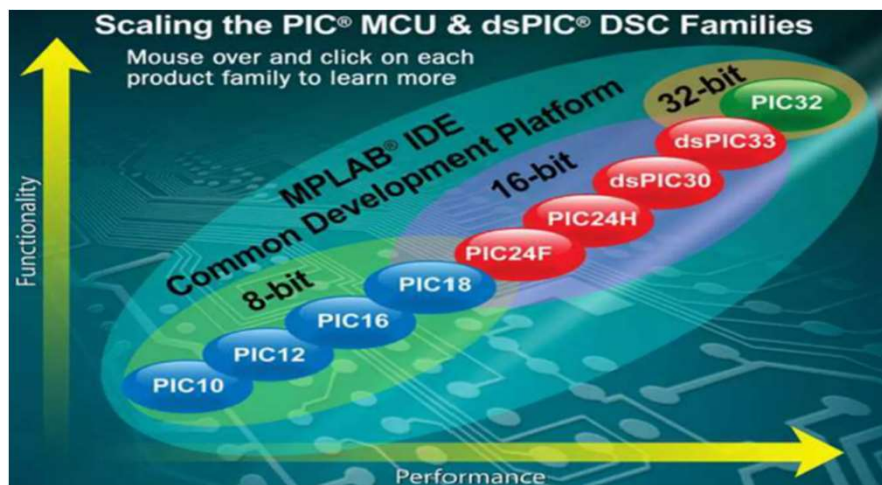 Scaling the PIC® MCU & dsPIC® DSC Families
Mouse over and click on each
product family to learn more
Functionality
MPLAB® IDE
Common Development Platform
32-bit
PIC32
dsPIC33
16-bit
dsPIC30
PIC24H
PIC24F
8-bit
PIC18
PIC16
PIC12
PIC10
Performance